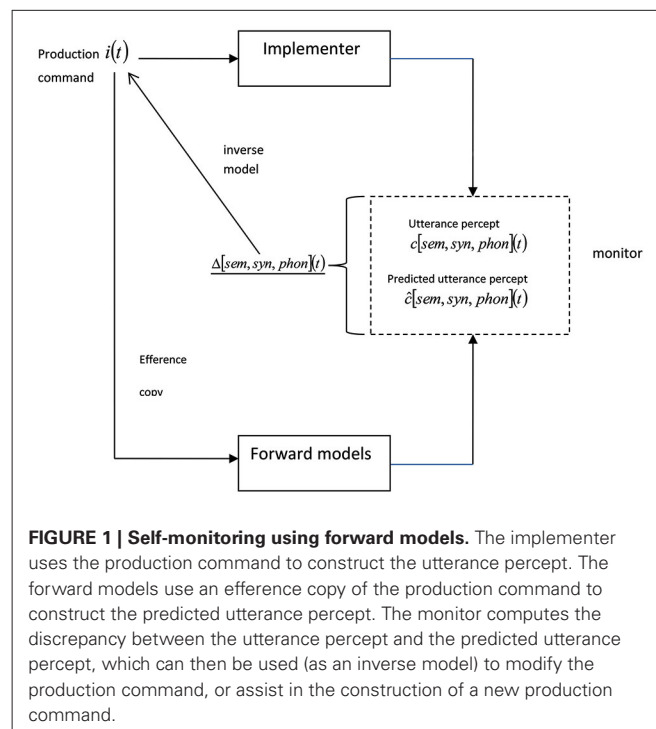 Production i(t)
command
Implementer
inverse
model
Utterance percept
c[sem, syn, phon](t)
Predicted utterance percept
ĉ[sem, syn, phon](t)
monitor
Δ[sem, syn, phon](t)
Efference
copy
Forward models
FIGURE 1 | Self-monitoring using forward models. The implementer
uses the production command to construct the utterance percept. The
forward models use an efference copy of the production command to
construct the predicted utterance percept. The monitor computes the
discrepancy between the utterance percept and the predicted utterance
percept, which can then be used (as an inverse model) to modify the
production command, or assist in the construction of a new production
command.